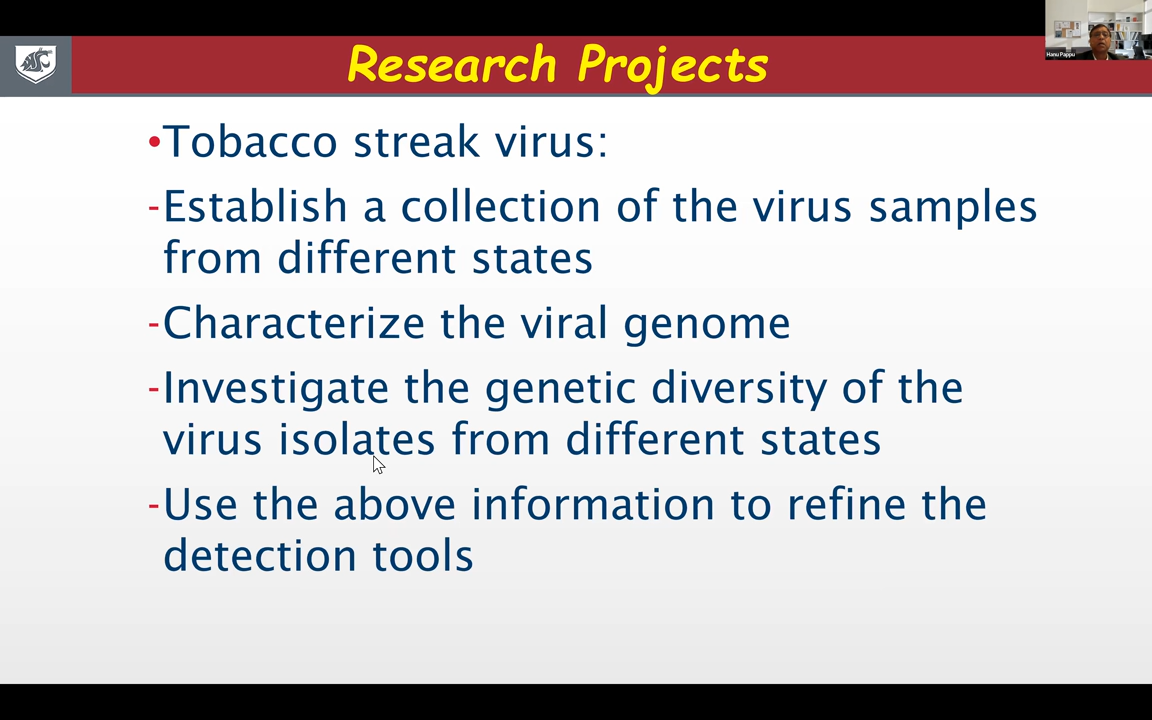 Research Projects
Hanu Pappu
•Tobacco streak virus:
-Establish a collection of the virus samples
from different states
-Characterize the viral genome
-Investigate the genetic diversity of the
virus isolates from different states
-Use the above information to refine the
detection tools